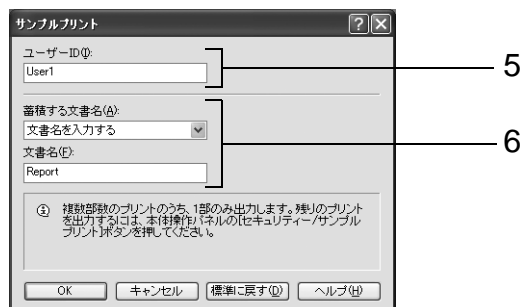 サンプルプリント
ユーザーID(I):
User1
5
蓄積する文書名(A):
文書名を入力する
6
文書名(F):
Report
複数部数のプリントのうち、1部のみ出力します。残りのプリント
を出力するには、本体操作パネルの[セキュリティー/サンプル
プリント]ボタンを押してください。
OK キャンセル 標準に戻す(D) ヘルプ(H)